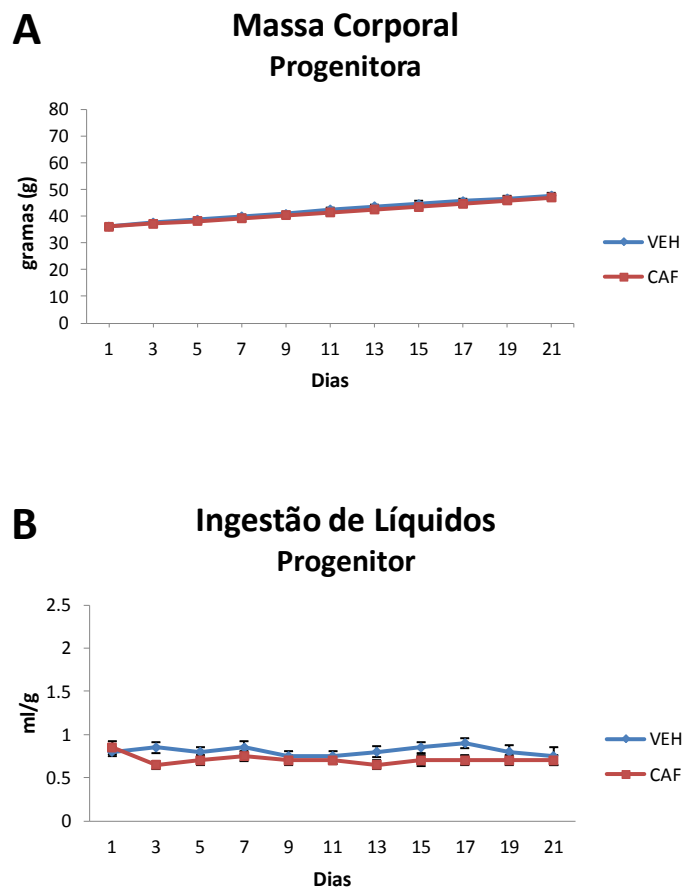 A
Massa Corporal
Progenitora
80
70
60
50
40
30
20
10
0
gramas (g)
1 3 5 7 9 11 13 15 17 19 21
Dias
VEH
CAF
B
Ingestão de Líquidos
Progenitor
2.5
2
1.5
1
0.5
0
ml/g
1 3 5 7 9 11 13 15 17 19 21
Dias
VEH
CAF